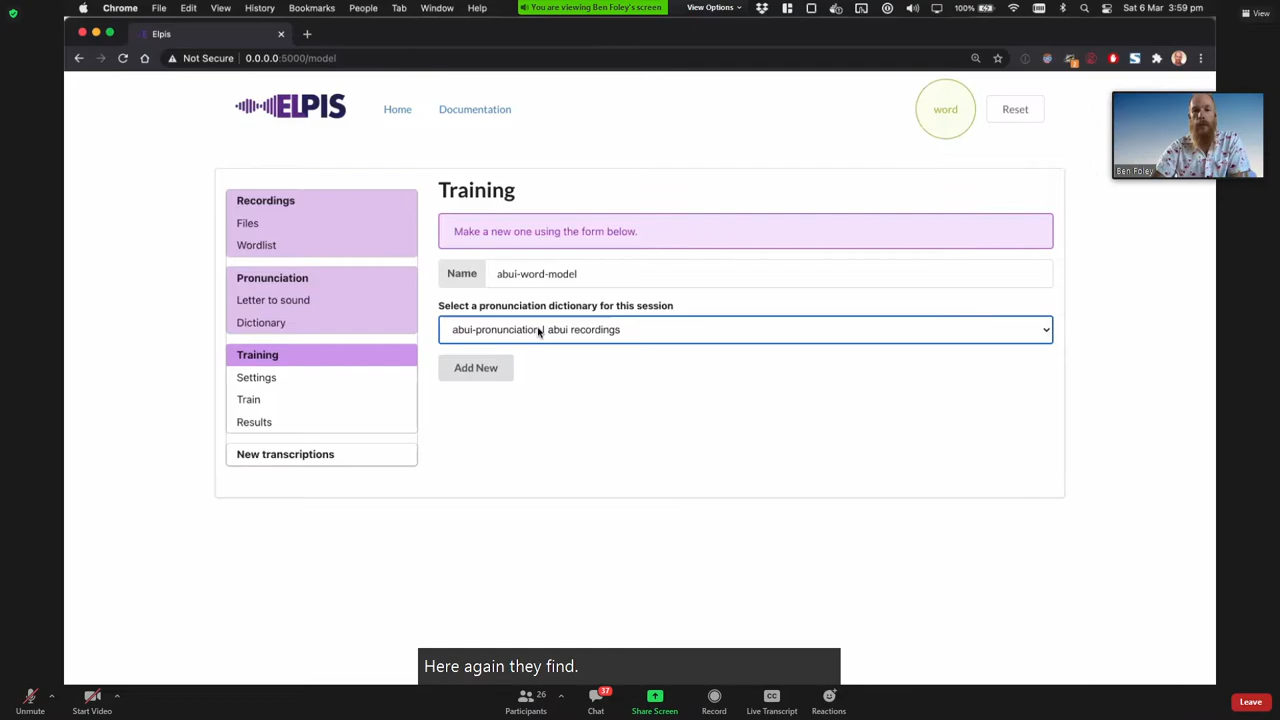 Chrome File Edit View History Bookmarks People Tab Window Help
You are viewing Ben Foley's screen
View Options
100%
Sat 6 Mar 3:59 pm
View
Elpis
Not Secure 0.0.0.0:5000/model
ELPIS
Home
Documentation
word
Reset
Ben Foley
Recordings
Files
Wordlist
Pronunciation
Letter to sound
Dictionary
Training
Settings
Train
Results
New transcriptions
Training
Make a new one using the form below.
Name abui-word-model
Select a pronunciation dictionary for this session
abui-pronunciation| abui recordings
Add New
Here again they find.
Unmute
Start Video
26
Participants
37
Chat
Share Screen
Record
CC
Live Transcript
Reactions
Leave